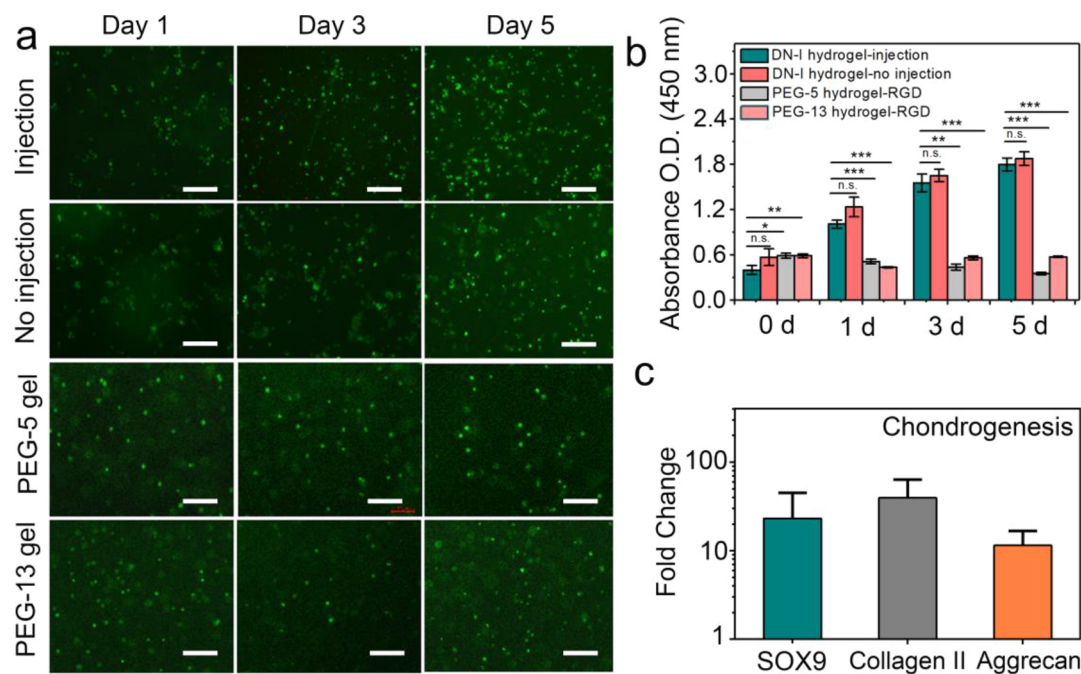 a
Day 1
Day 3
Day 5
Injection
No injection
PEG-5 gel
PEG-13 gel
b
Absorbance O.D. (450 nm)
3.0
2.4
1.8
1.2
0.6
0.0
DN-I hydrogel-injection
DN-I hydrogel-no injection
PEG-5 hydrogel-RGD
PEG-13 hydrogel-RGD
**
*
n.s.
***
***
n.s.
***
**
n.s.
***
***
n.s.
0 d
1 d
3 d
5 d
c
Chondrogenesis
Fold Change
100
10
1
SOX9
Collagen II
Aggrecan